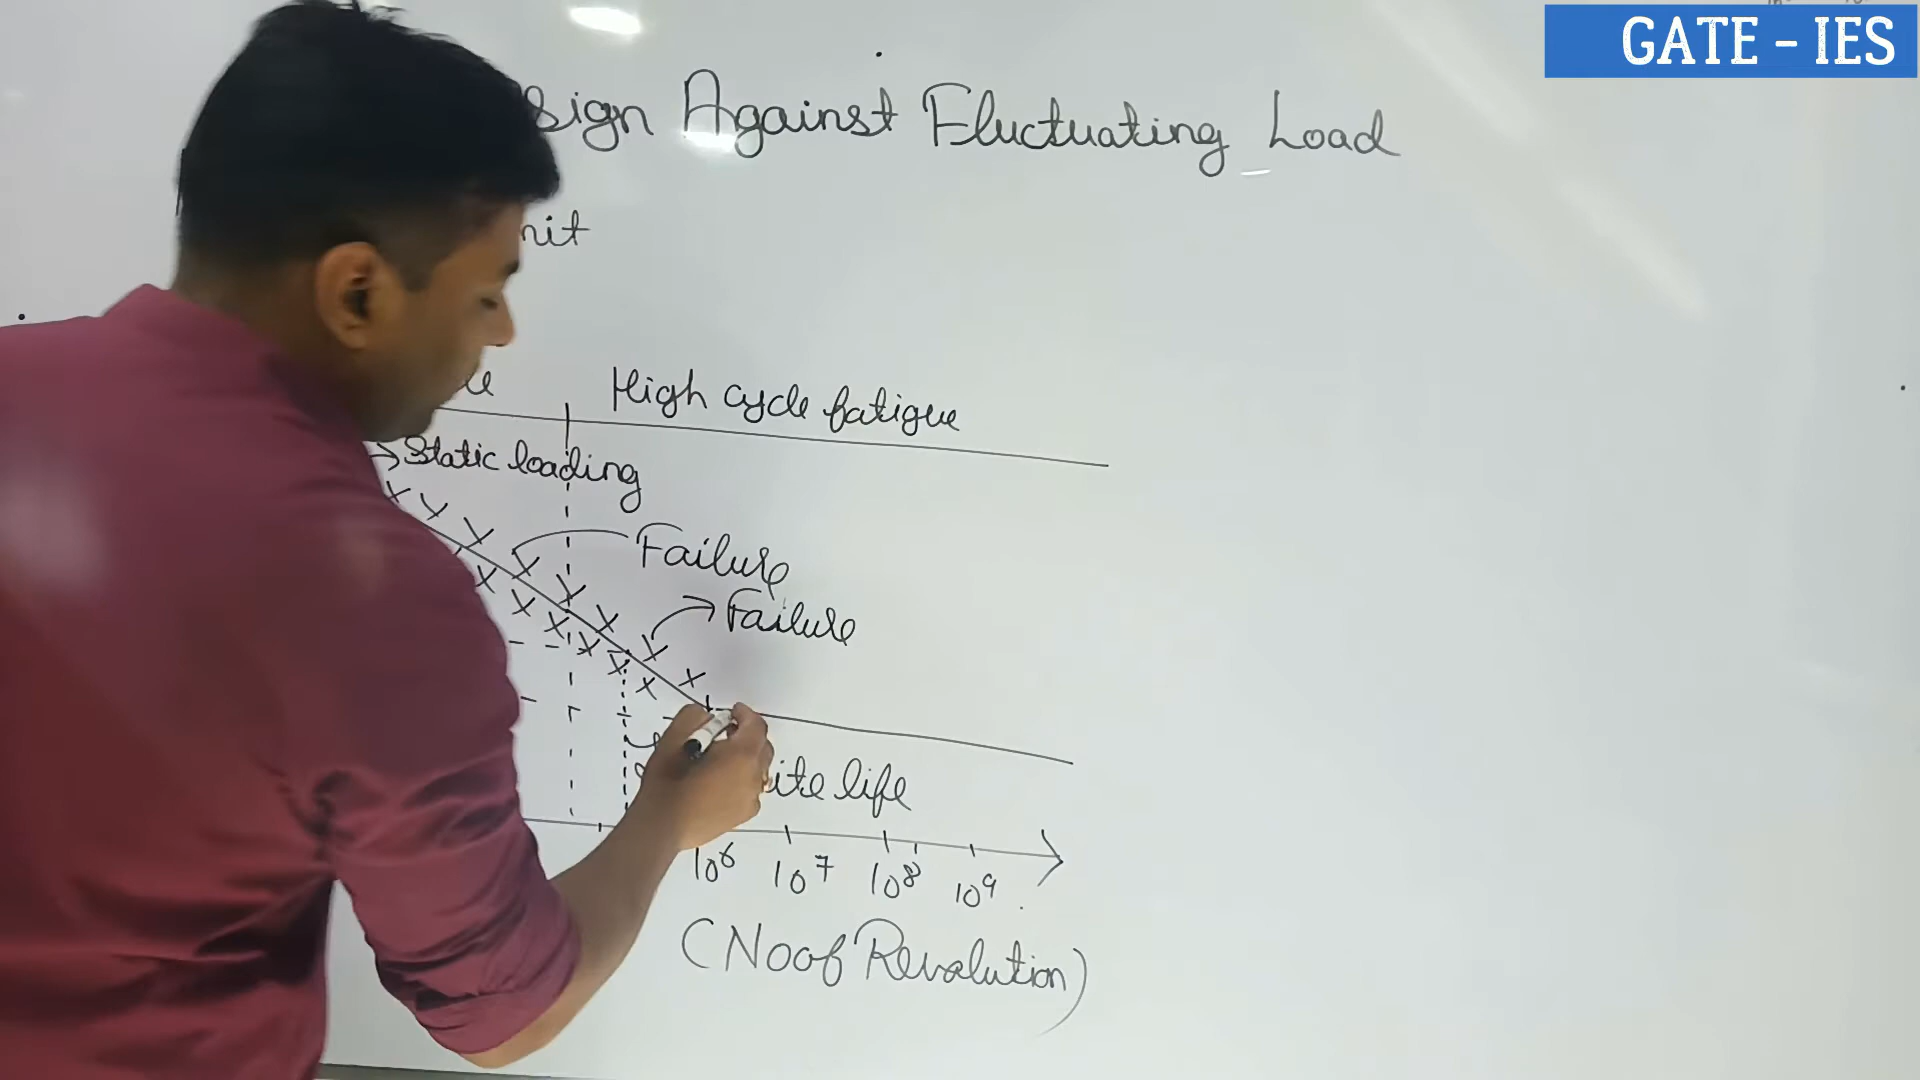 GATE - IES
sign Against Fluctuating Load
nit
High cycle fatigue
Static loading
Failure
Failure
ite life
10⁶ 10⁷ 10⁸ 10⁹
(No of Revolution)